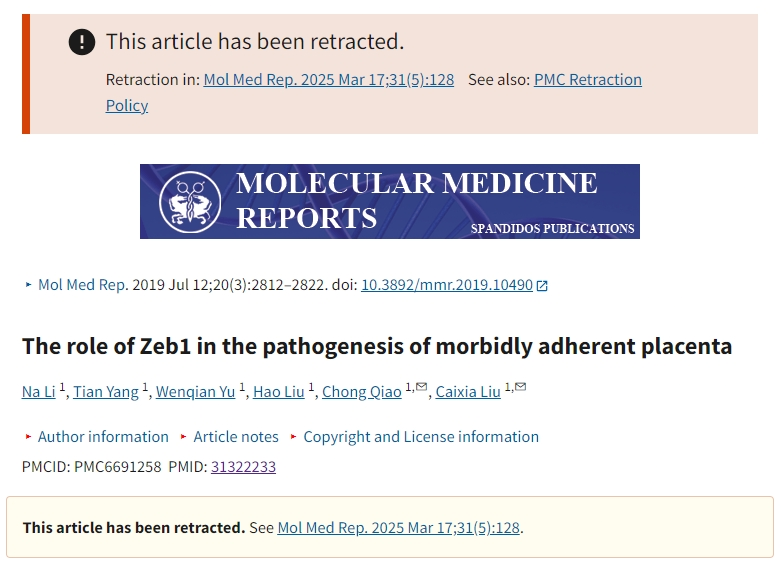 This article has been retracted.
Retraction in: Mol Med Rep. 2025 Mar 17;31(5):128 See also: PMC Retraction
Policy
MOLECULAR MEDICINE
REPORTS
SPANDIDOS PUBLICATIONS
Mol Med Rep. 2019 Jul 12;20(3):2812–2822. doi: 10.3892/mmr.2019.10490
The role of Zeb1 in the pathogenesis of morbidly adherent placenta
Na Li 1, Tian Yang 1, Wenqian Yu 1, Hao Liu 1, Chong Qiao 1,✉, Caixia Liu 1,✉
Author information Article notes Copyright and License information
PMCID: PMC6691258 PMID: 31322233
This article has been retracted. See Mol Med Rep. 2025 Mar 17;31(5):128.